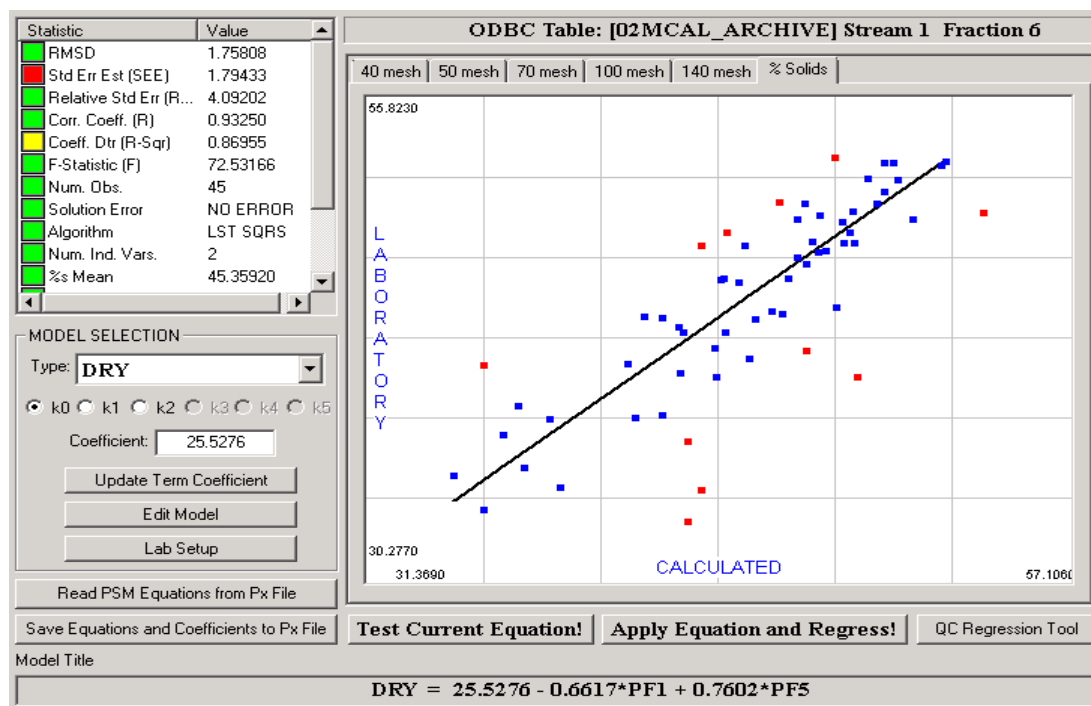 Statistic Value
RMSD 1.75808
Std Err Est (SEE) 1.79433
Relative Std Err (R... 4.09202
Corr. Coeff. (R) 0.93250
Coeff. Dtr (R-Sqr) 0.86955
F-Statistic (F) 72.53166
Num. Obs. 45
Solution Error NO ERROR
Algorithm LST SQRS
Num. Ind. Vars. 2
%s Mean 45.35920
MODEL SELECTION
Type: DRY
k0 k1 k2 k3 k4 k5
Coefficient: 25.5276
Update Term Coefficient
Edit Model
Lab Setup
Read PSM Equations from Px File
Save Equations and Coefficients to Px File
ODBC Table: [02MCAL_ARCHIVE] Stream 1 Fraction 6
40 mesh 50 mesh 70 mesh 100 mesh 140 mesh % Solids
55.8230
LABORATORY
30.2770
31.3690 CALCULATED 57.1060
Test Current Equation! Apply Equation and Regress! QC Regression Tool
Model Title
DRY = 25.5276 - 0.6617*PF1 + 0.7602*PF5